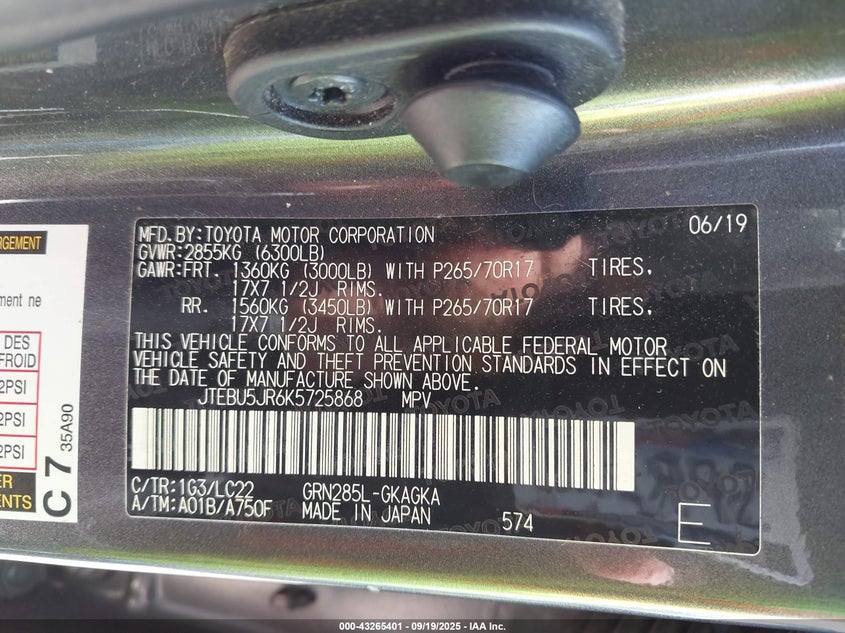 MFD.BY:TOYOTA MOTOR CORPORATION 06/19
GVWR:2855KG (6300LB)
GAWR:FRT. 1360KG (3000LB) WITH P265/70R17 TIRES,
17X7 1/2J RIMS.
RR. 1560KG (3450LB) WITH P265/70R17 TIRES,
17X7 1/2J RIMS.
THIS VEHICLE CONFORMS TO ALL APPLICABLE FEDERAL MOTOR
VEHICLE SAFETY AND THEFT PREVENTION STANDARDS IN EFFECT ON
THE DATE OF MANUFACTURE SHOWN ABOVE.
JTEBU5JR6K5725868 MPV
C/TR:1G3/LC22 GRN285L-GKAGKA
A/TM:A01B/A750F MADE IN JAPAN 574 E
ment ne
DES
FROID
2PSI
2PSI
2PSI
C 7 35A90
000-43265401 - 09/19/2025 - IAA Inc.